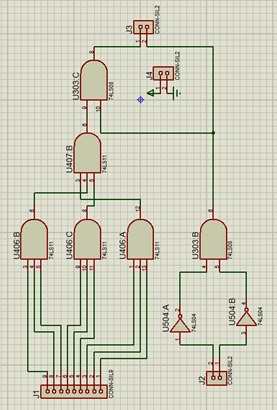 J3
CONN-SIL2
U303:C
74LS08
J4
CONN-SIL2
U407:B
74LS11
U406:B
74LS11
U406:C
74LS11
U406:A
74LS11
U303:B
74LS08
U504:A
74LS04
U504:B
74LS04
J1
CONN-SIL9
J2
CONN-SIL2